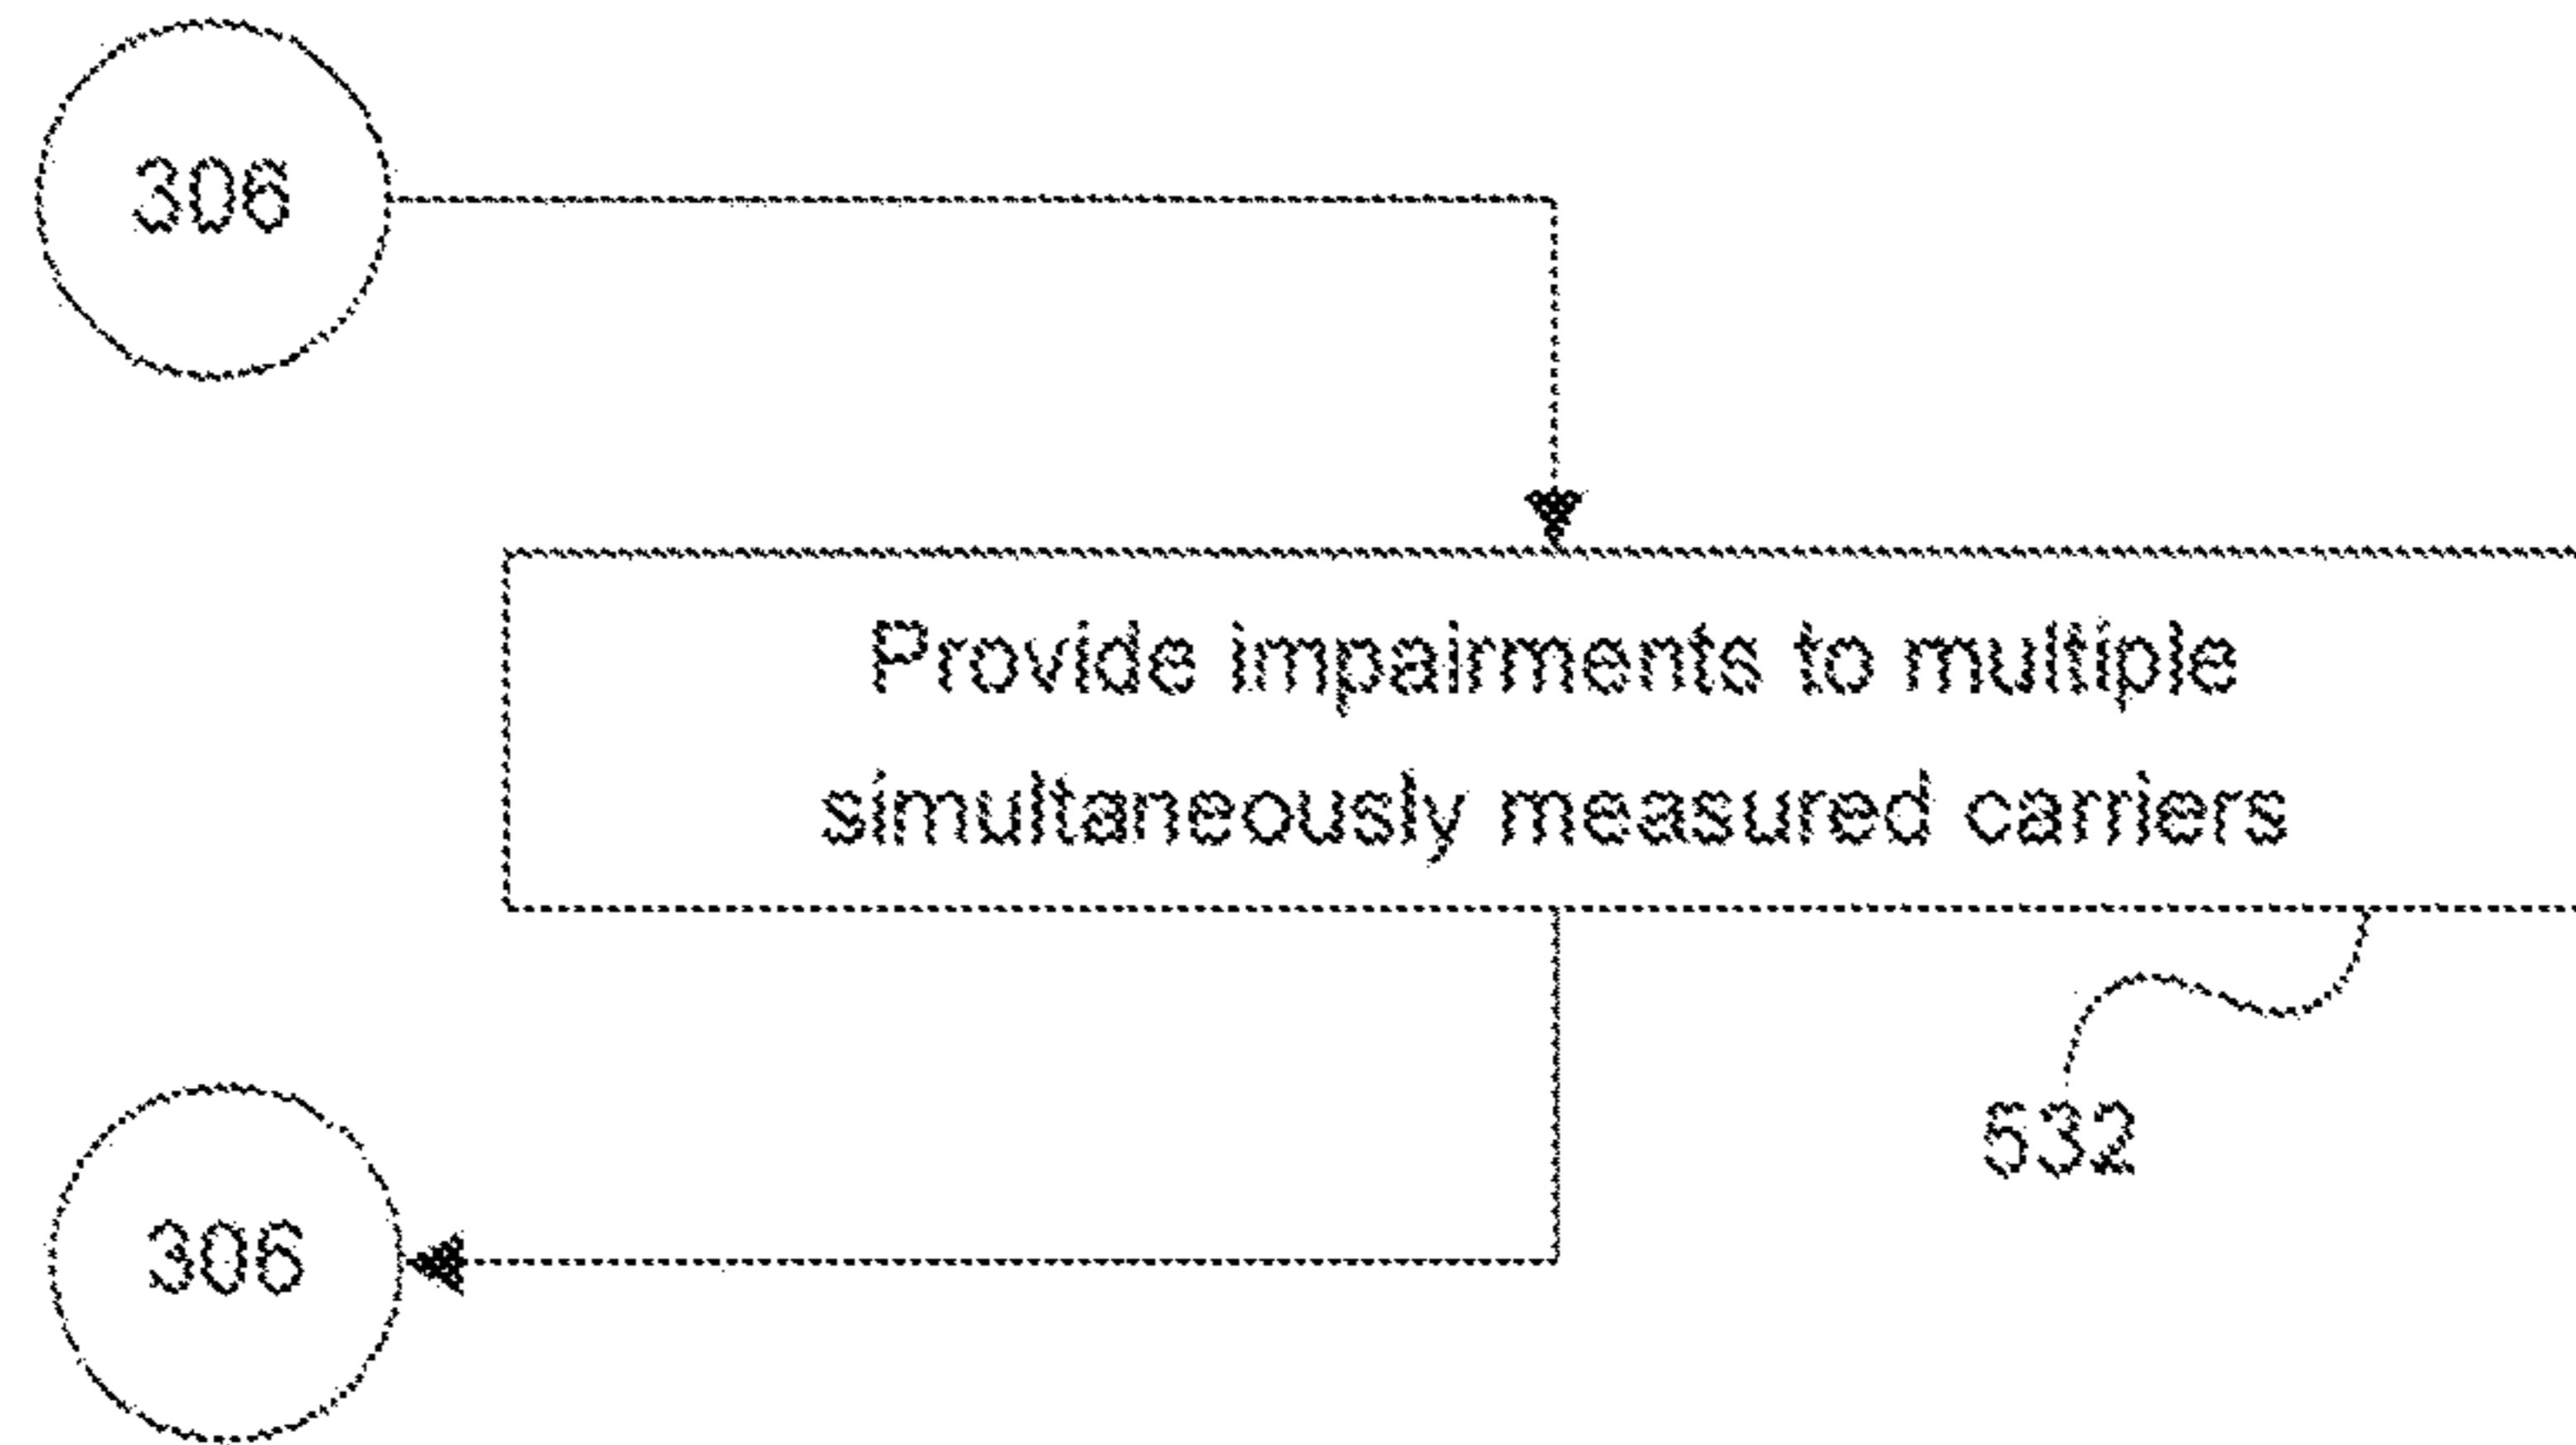 306
Provide impairments to multiple
simultaneously measured carriers
532
306